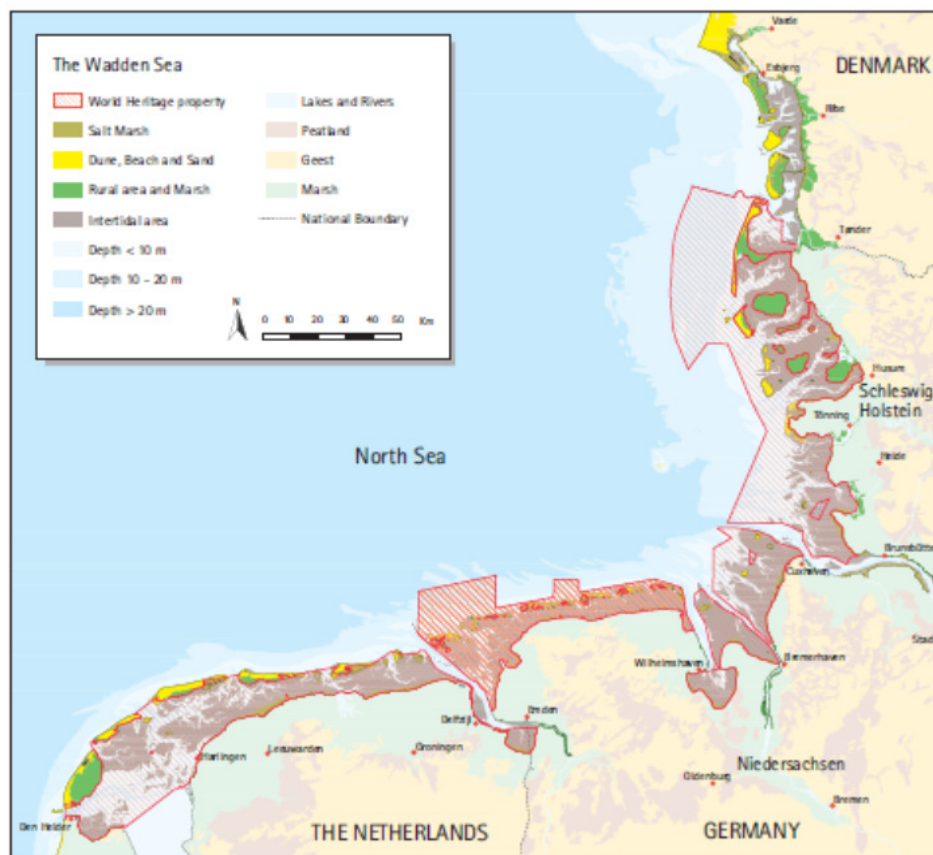 The Wadden Sea
World Heritage property
Salt Marsh
Dune, Beach and Sand
Rural area and Marsh
Intertidal area
Depth < 10 m
Depth 10 – 20 m
Depth > 20 m
Lakes and Rivers
Peatland
Geest
Marsh
National Boundary
N
0 10 20 30 40 50 Km
Varde
Esbjerg
DENMARK
Ribe
Tønder
Husum
Schleswig
Holstein
Tönning
Heide
North Sea
Brunsbütte
Cuxhaven
Stad
Wilhelmshaven
Bremerhaven
Emden
Delfzijl
Harlingen
Leeuwarden
Groningen
Niedersachsen
Oldenburg
Bremen
Den Helder
THE NETHERLANDS
GERMANY